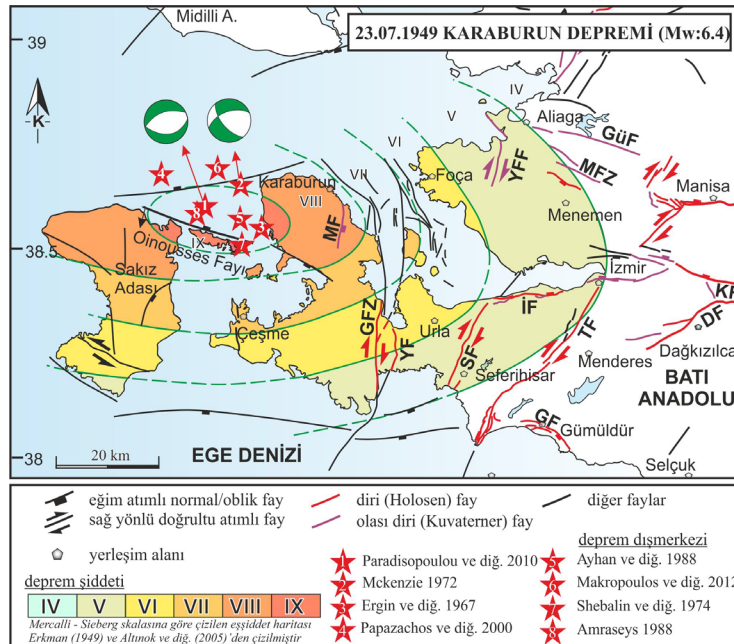 23.07.1949 KARABURUN DEPREMİ (Mw:6.4)
Midilli A.
39
38.5
38
K
IV
V
VI
VII
VIII
IX
Aliaga
GüF
MFZ
YFF
Foça
Menemen
Manisa
Karaburun
MF
Oinousses Fayı
Sakız
Adası
Çeşme
GFZ
YF
Urla
İF
İzmir
SF
TF
Seferihisar
Menderes
KF
DF
Dağkızılca
BATI
ANADOLU
GF
Gümüldür
Selçuk
EGE DENİZİ
20 km
4
6
2
1
8
5
3
eğim atımlı normal/oblik fay
sağ yönlü doğrultu atımlı fay
yerleşim alanı
diri (Holosen) fay
olası diri (Kuvaterner) fay
diğer faylar
deprem dışmerkezi
1 Paradisopoulou ve diğ. 2010
2 Mckenzie 1972
3 Ergin ve diğ. 1967
4 Papazachos ve diğ. 2000
5 Ayhan ve diğ. 1988
6 Makropoulos ve diğ. 2012
7 Shebalin ve diğ. 1974
8 Amraseys 1988
deprem şiddeti
IV V VI VII VIII IX
Mercalli - Sieberg skalasına göre çizilen eşşiddet haritası
Erkman (1949) ve Altınok ve diğ. (2005)'den çizilmiştir